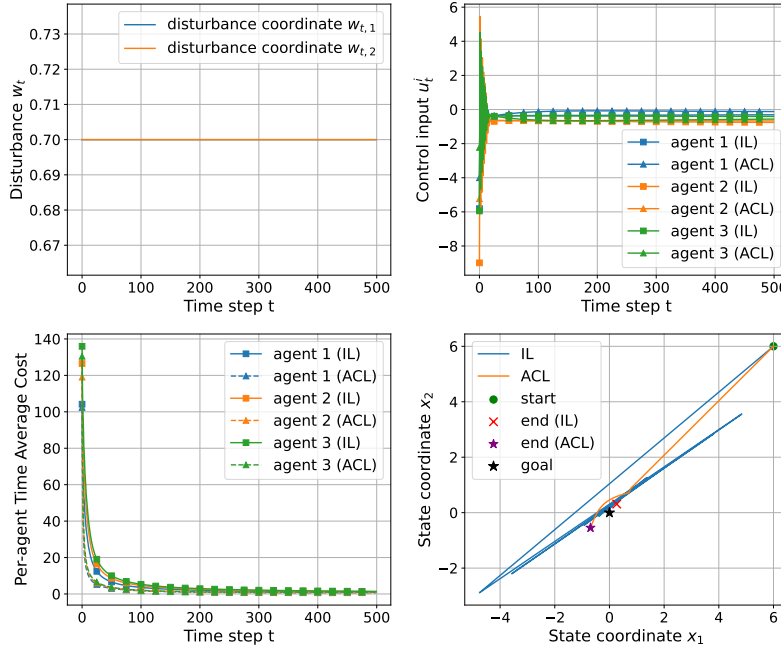 0.73
0.72
0.71
0.70
0.69
0.68
0.67
Disturbance w_t
disturbance coordinate w_{t,1}
disturbance coordinate w_{t,2}
0 100 200 300 400 500
Time step t
6
4
2
0
−2
−4
−6
−8
Control input u_t^i
agent 1 (IL)
agent 1 (ACL)
agent 2 (IL)
agent 2 (ACL)
agent 3 (IL)
agent 3 (ACL)
0 100 200 300 400 500
Time step t
140
120
100
80
60
40
20
0
Per-agent Time Average Cost
agent 1 (IL)
agent 1 (ACL)
agent 2 (IL)
agent 2 (ACL)
agent 3 (IL)
agent 3 (ACL)
0 100 200 300 400 500
Time step t
6
4
2
0
−2
State coordinate x_2
IL
ACL
start
end (IL)
end (ACL)
goal
−4 −2 0 2 4 6
State coordinate x_1